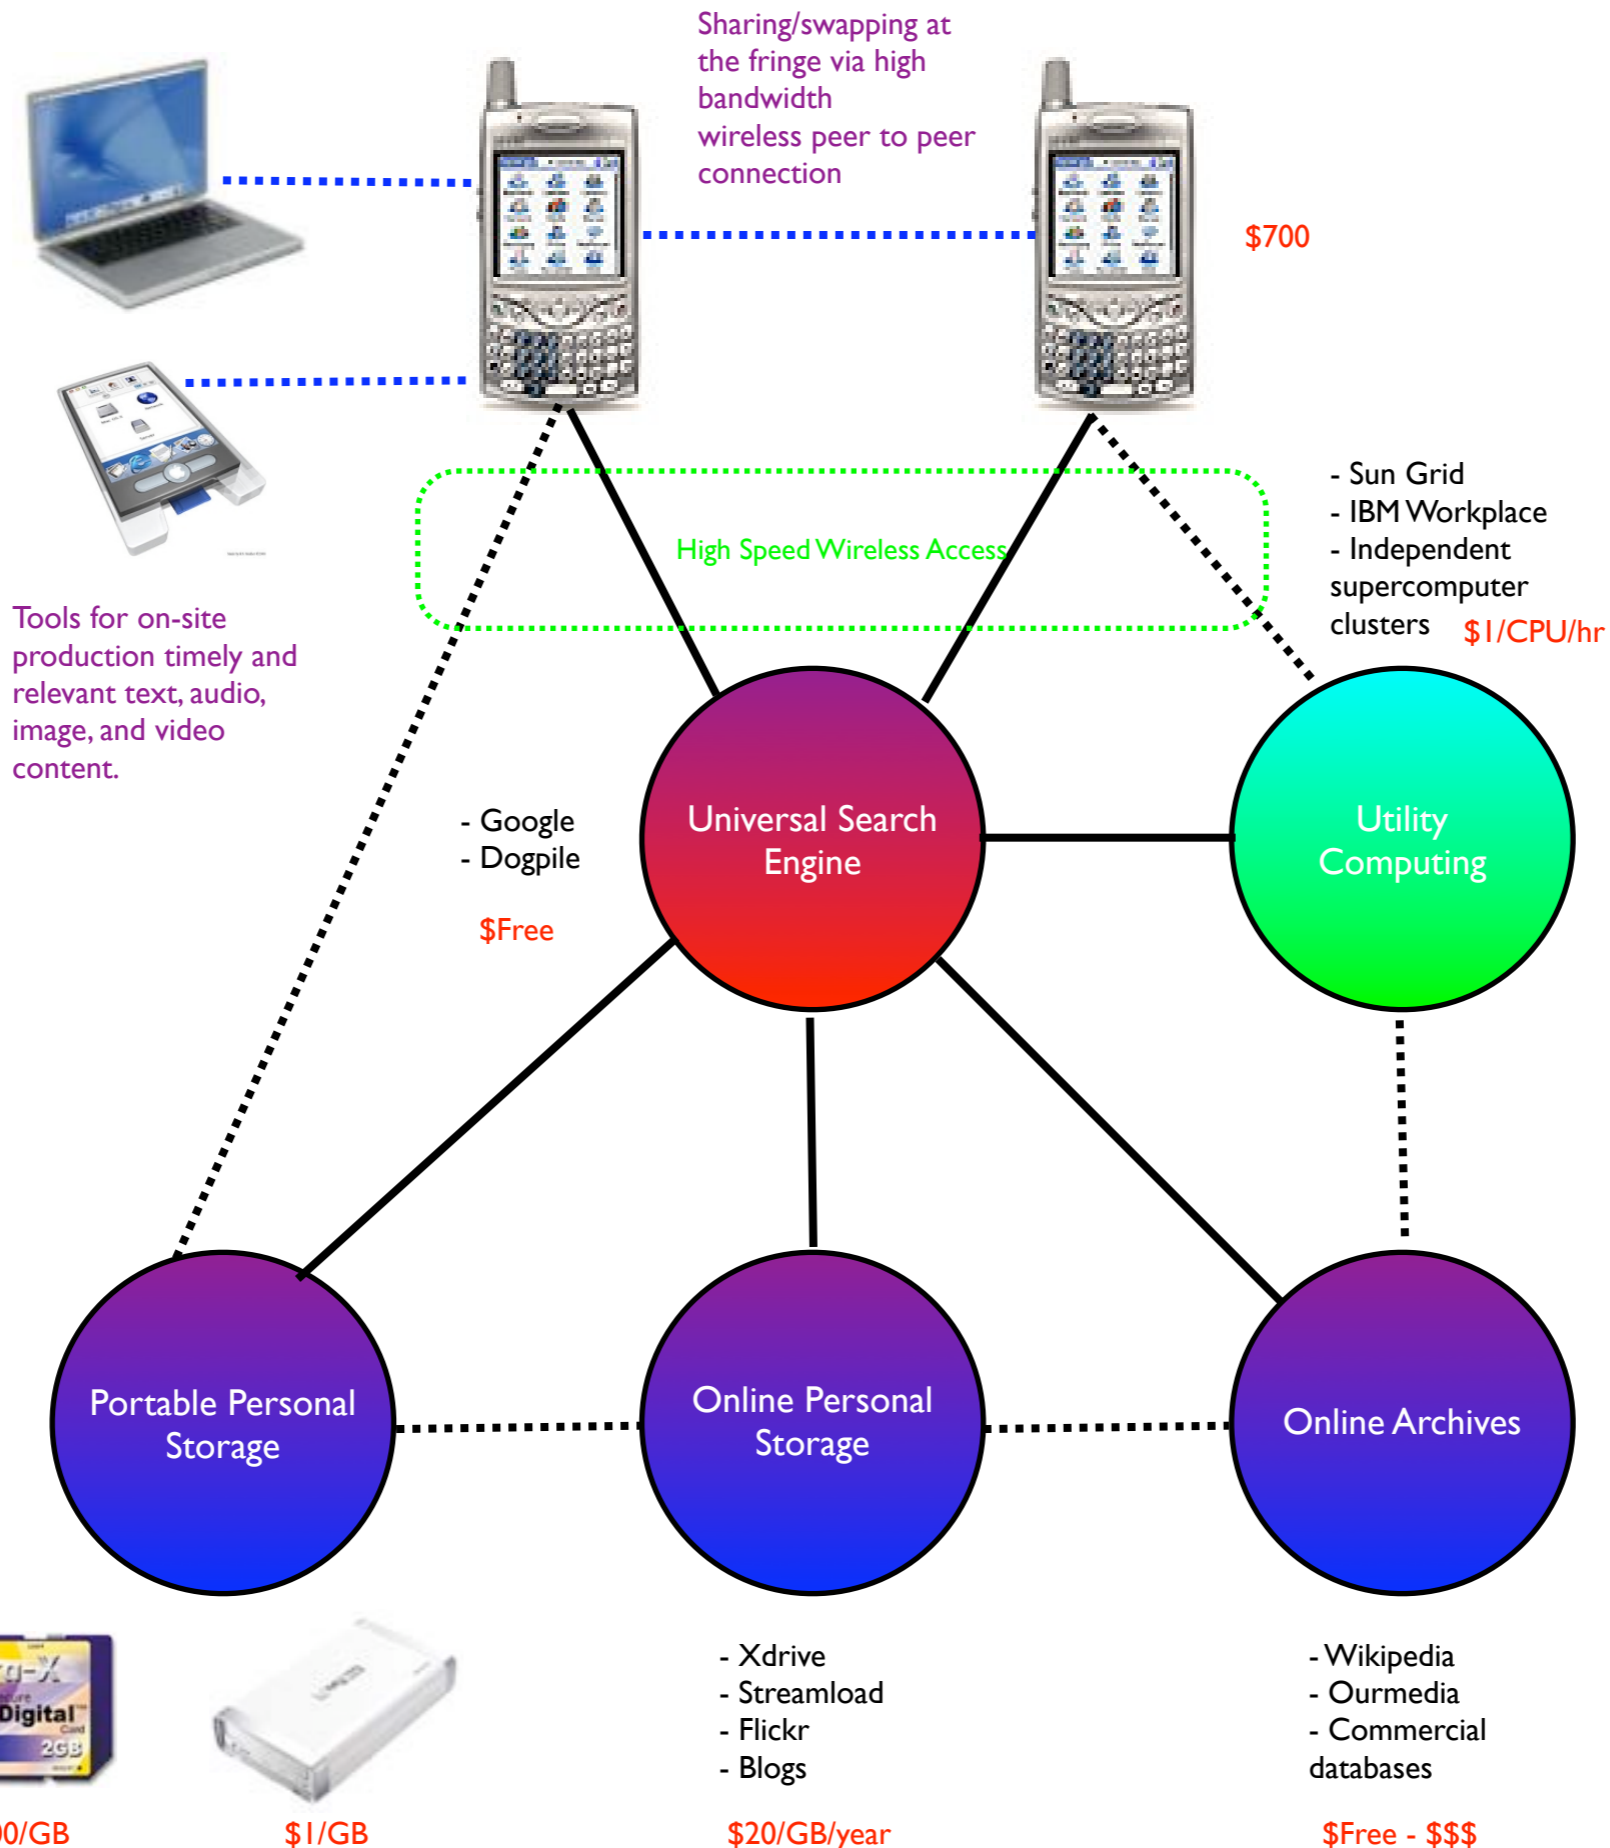 Sharing/swapping at
the fringe via high
bandwidth
wireless peer to peer
connection
$700
- Sun Grid
- IBM Workplace
- Independent
supercomputer
clusters
$1/CPU/hr
High Speed Wireless Access
Tools for on-site
production timely and
relevant text, audio,
image, and video
content.
- Google
- Dogpile
$Free
Universal Search
Engine
Utility
Computing
Portable Personal
Storage
Online Personal
Storage
Online Archives
Digital
Card
2GB
00/GB
$1/GB
- Xdrive
- Streamload
- Flickr
- Blogs
$20/GB/year
- Wikipedia
- Ourmedia
- Commercial
databases
$Free - $$$